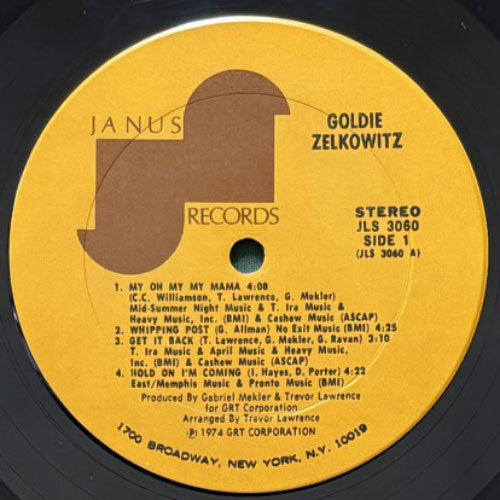 JANUS
RECORDS
GOLDIE
ZELKOWITZ
STEREO
JLS 3060
SIDE 1
(JLS 3060 A)
1. MY OH MY MY MAMA 4:08
(C.C. Williamson, T. Lawrence, G. Mekler)
Mid-Summer Night Music & T. Ira Music &
Heavy Music, Inc. (BMI) & Cashew Music (ASCAP)
2. WHIPPING POST (G. Allman) No Exit Music (BMI) 4:25
3. GET IT BACK (T. Lawrence, G. Mekler, G. Ravan) 3:10
T. Ira Music & April Music & Heavy Music,
Inc. (BMI) & Cashew Music (ASCAP)
4. HOLD ON I'M COMING (I. Hayes, D. Porter) 4:22
East/Memphis Music & Pronto Music (BMI)
Produced By Gabriel Mekler & Trevor Lawrence
for GRT Corporation
Arranged By Trevor Lawrence
℗ 1974 GRT CORPORATION
1700 BROADWAY, NEW YORK, N.Y. 10019